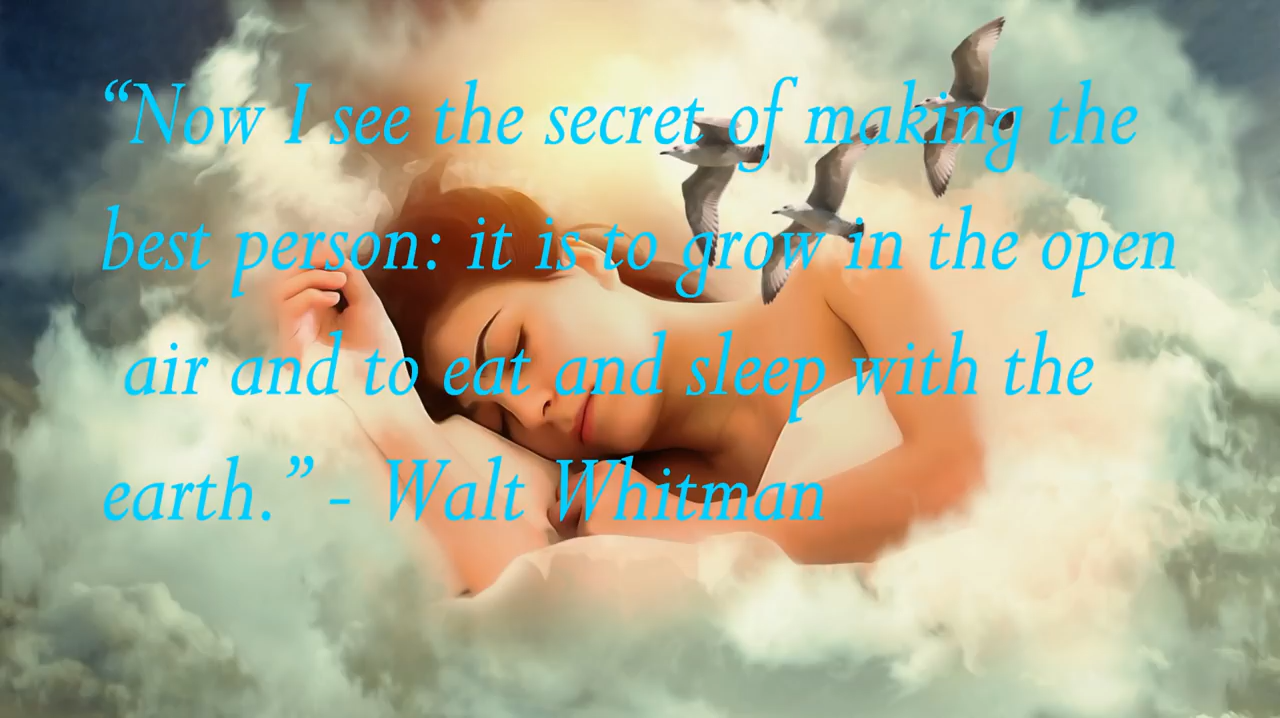 “Now I see the secret of making the
best person: it is to grow in the open
air and to eat and sleep with the
earth.” - Walt Whitman